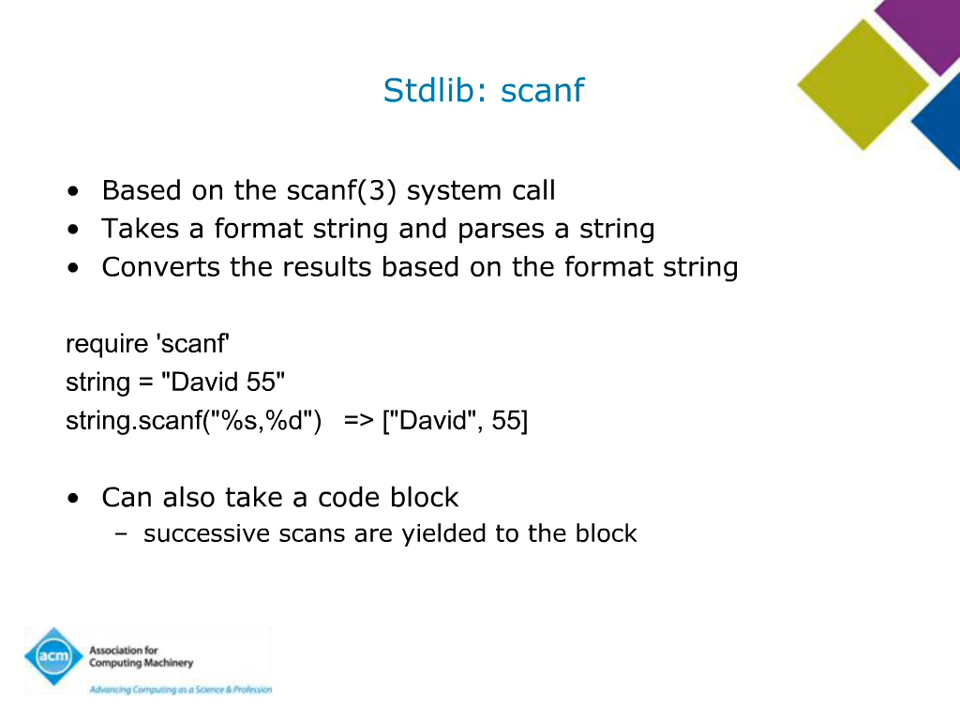 Stdlib: scanf
• Based on the scanf(3) system call
• Takes a format string and parses a string
• Converts the results based on the format string
require 'scanf'
string = "David 55"
string.scanf("%s,%d") => ["David", 55]
• Can also take a code block
– successive scans are yielded to the block
acm
Association for
Computing Machinery
Advancing Computing as a Science & Profession